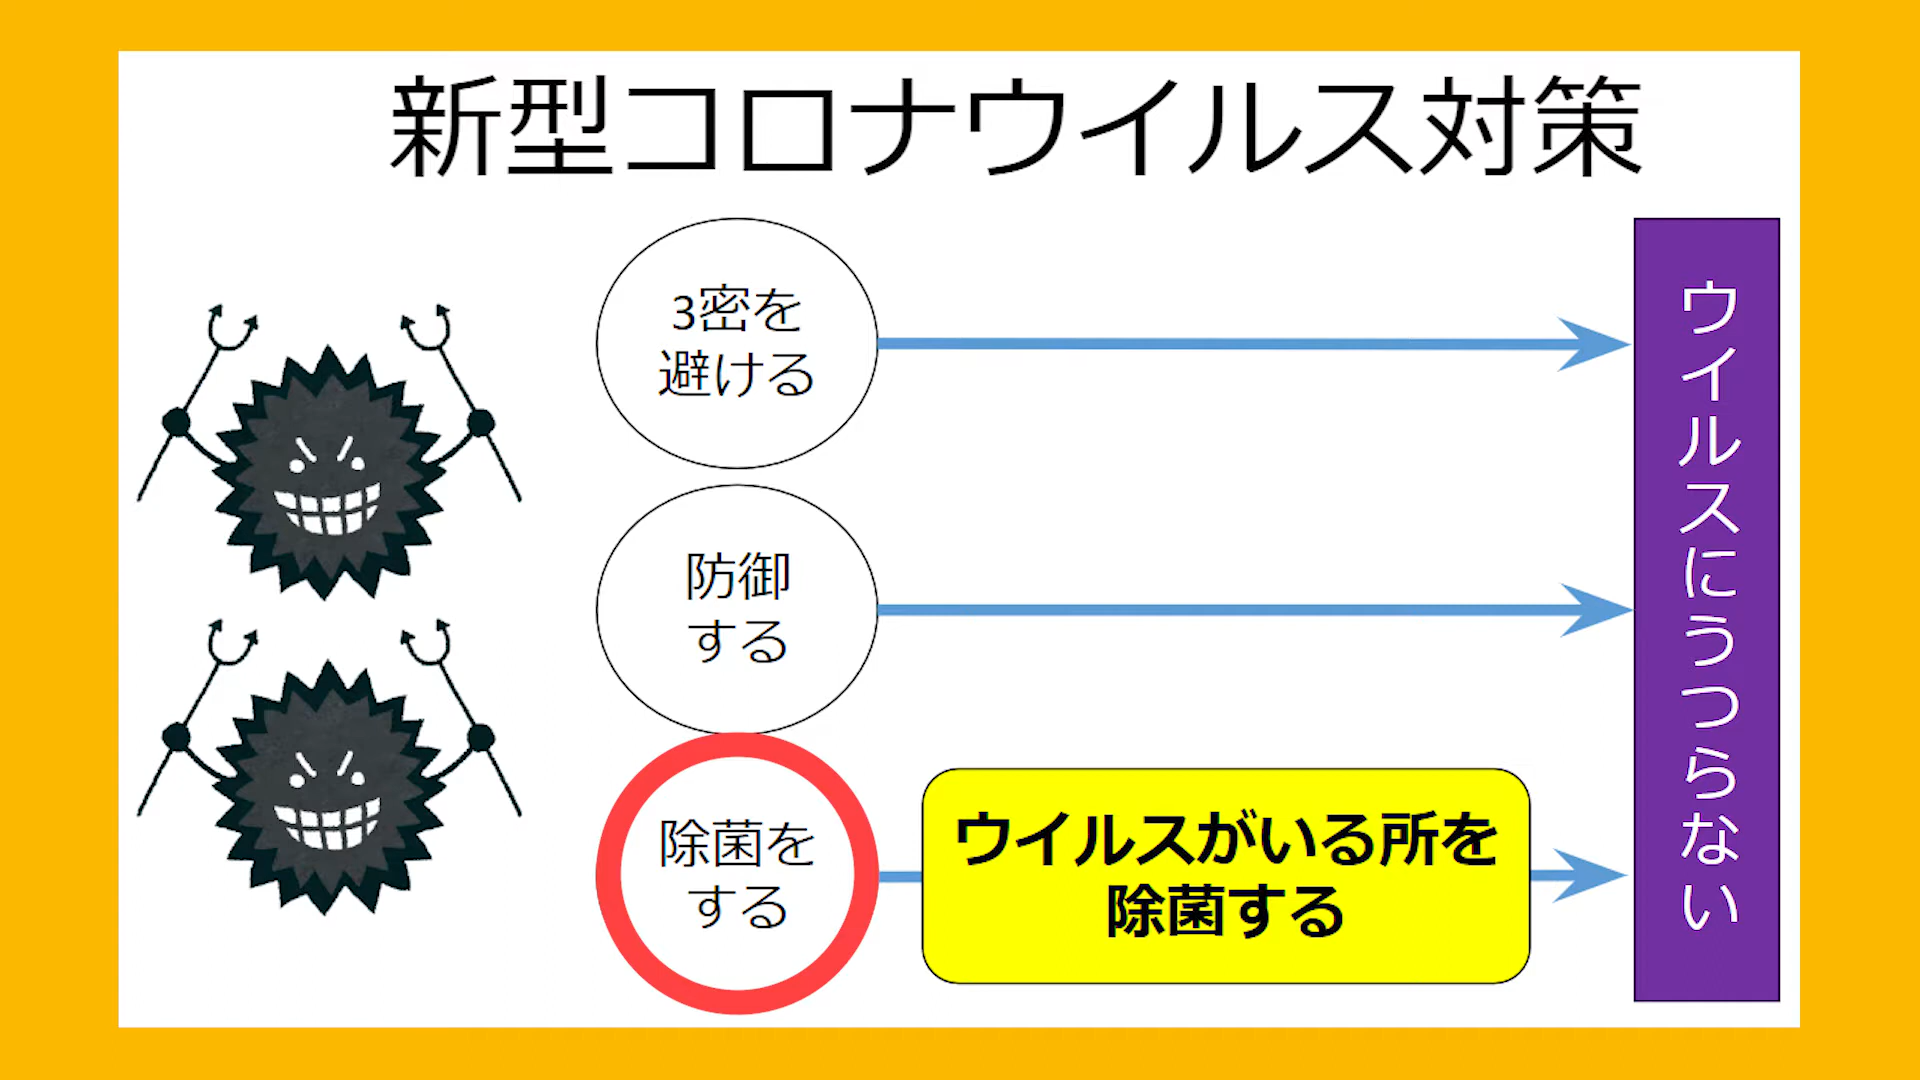 新型コロナウイルス対策
3密を
避ける
防御
する
除菌を
する
ウイルスがいる所を
除菌する
ウイルスにうつらない